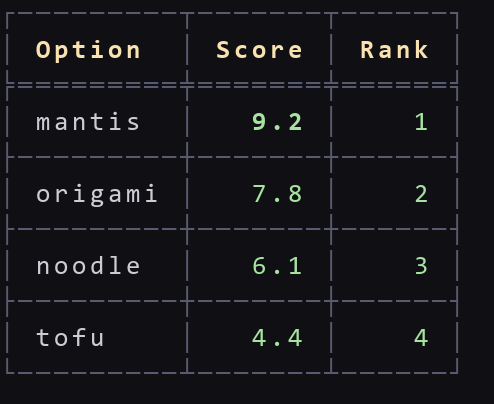 Option Score Rank
mantis 9.2 1
origami 7.8 2
noodle 6.1 3
tofu 4.4 4